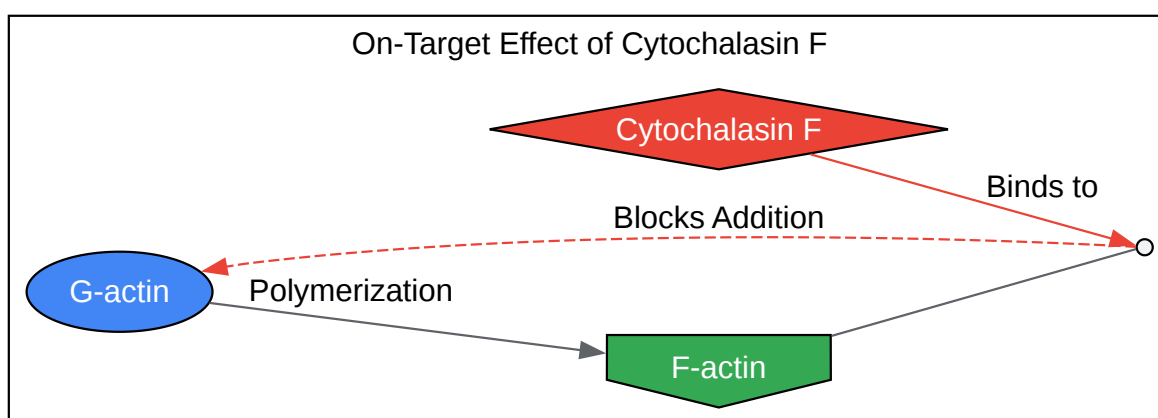 On-Target Effect of Cytochalasin F
Cytochalasin F
Binds to
Blocks Addition
G-actin
Polymerization
F-actin